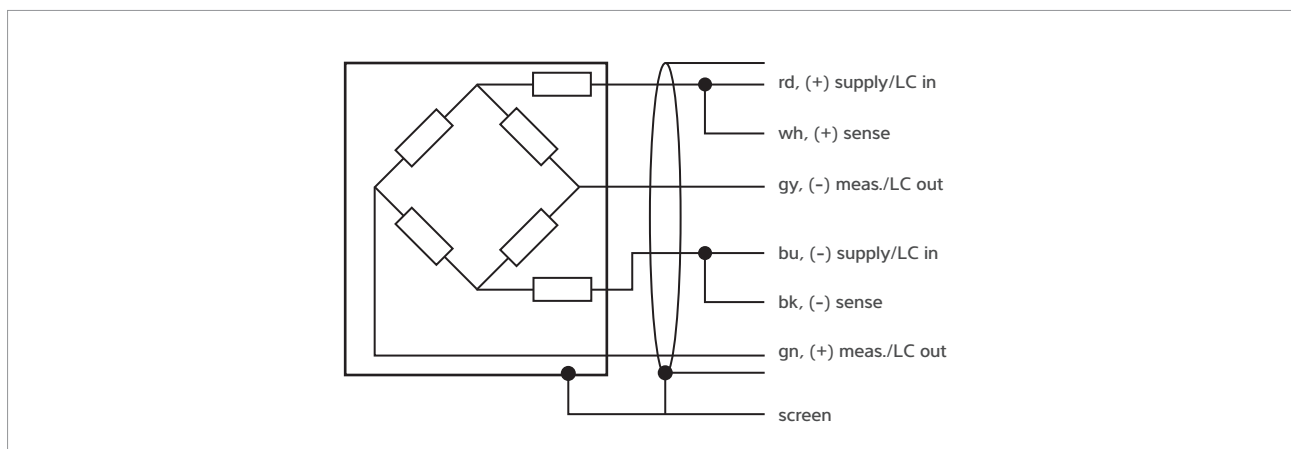 rd, (+) supply/LC in
wh, (+) sense
gy, (-) meas./LC out
bu, (-) supply/LC in
bk, (-) sense
gn, (+) meas./LC out
screen